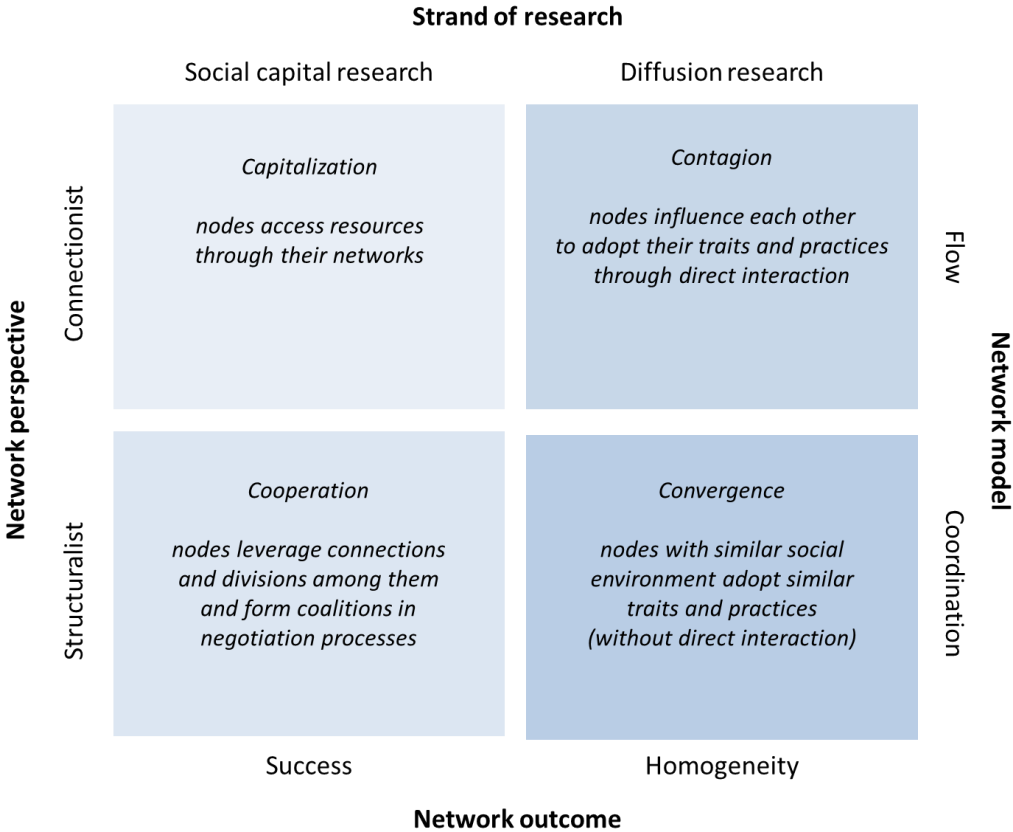 Strand of research
Social capital research
Diffusion research
Network perspective
Connectionist
Capitalization
nodes access resources
through their networks
Contagion
nodes influence each other
to adopt their traits and practices
through direct interaction
Flow
Network model
Structuralist
Cooperation
nodes leverage connections
and divisions among them
and form coalitions in
negotiation processes
Convergence
nodes with similar social
environment adopt similar
traits and practices
(without direct interaction)
Coordination
Success
Homogeneity
Network outcome